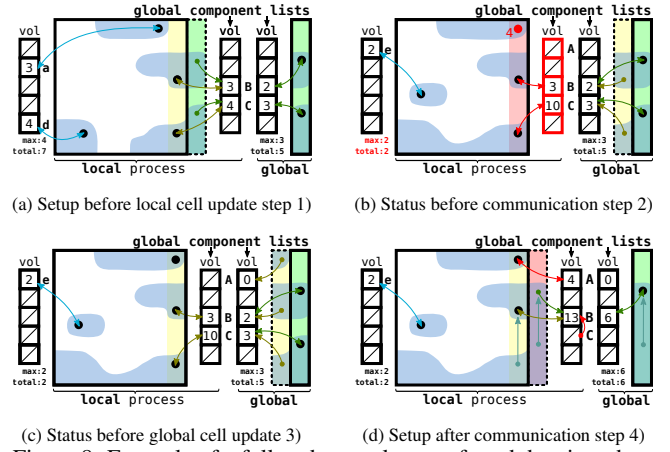 global component lists
vol vol vol
3 a
3 B 2
4 C 3
4 d
max:4
total:7
max:3
total:5
local process
global
(a) Setup before local cell update step 1)
global component lists
vol vol vol
2 e 4 A
3 B 2
10 C 3
max:2
total:2
max:3
total:5
local process
global
(b) Status before communication step 2)
global component lists
vol vol vol
2 e A 0
3 B 2
10 C 3
max:2
total:2
max:3
total:5
local process
global
(c) Status before global cell update 3)
global component lists
vol vol vol
2 e 4 A 0
13 B 6
C
max:2
total:2
max:6
total:6
local process
global
(d) Setup after communication step 4)